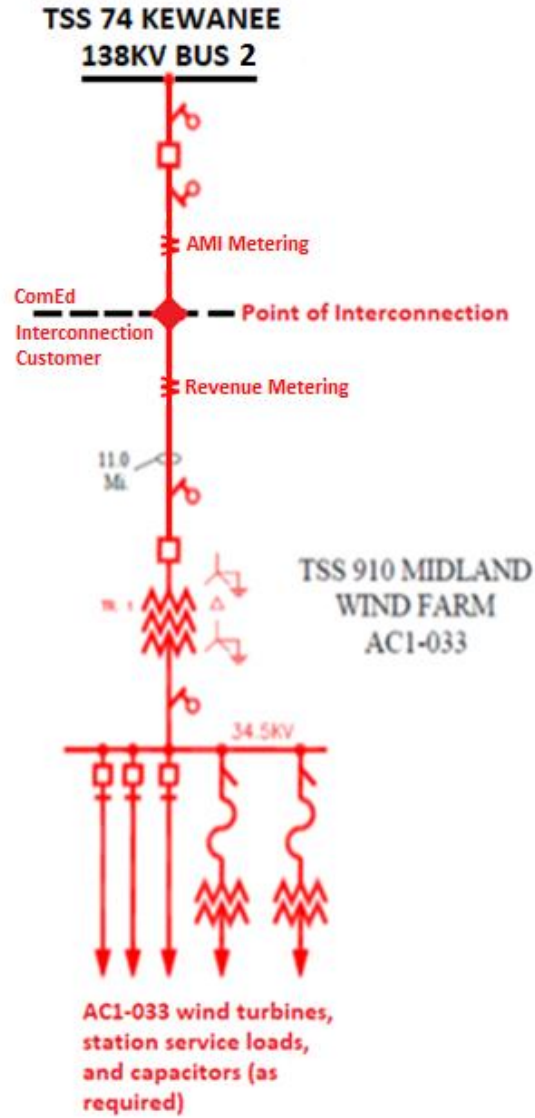 TSS 74 KEWANEE
138KV BUS 2
AMI Metering
ComEd
Point of Interconnection
Interconnection
Customer
Revenue Metering
11.0
Mi.
TSS 910 MIDLAND
WIND FARM
AC1-033
TR. 1
34.5KV
AC1-033 wind turbines,
station service loads,
and capacitors (as
required)